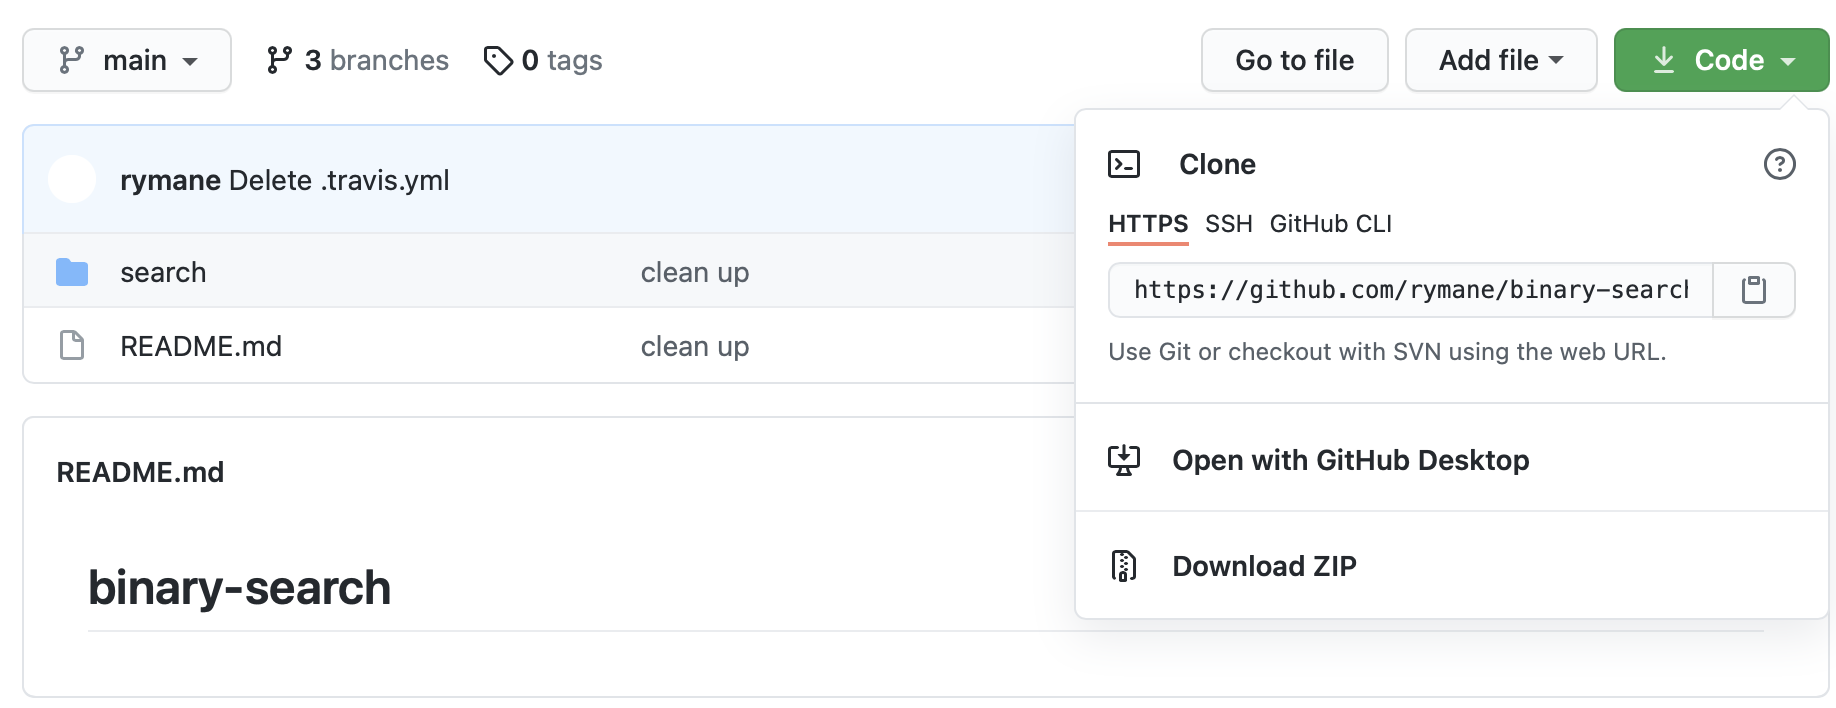 main 3 branches 0 tags Go to file Add file Code
rymane Delete .travis.yml
search clean up
README.md clean up
README.md
binary-search
Clone
HTTPS SSH GitHub CLI
https://github.com/rymane/binary-search
Use Git or checkout with SVN using the web URL.
Open with GitHub Desktop
Download ZIP